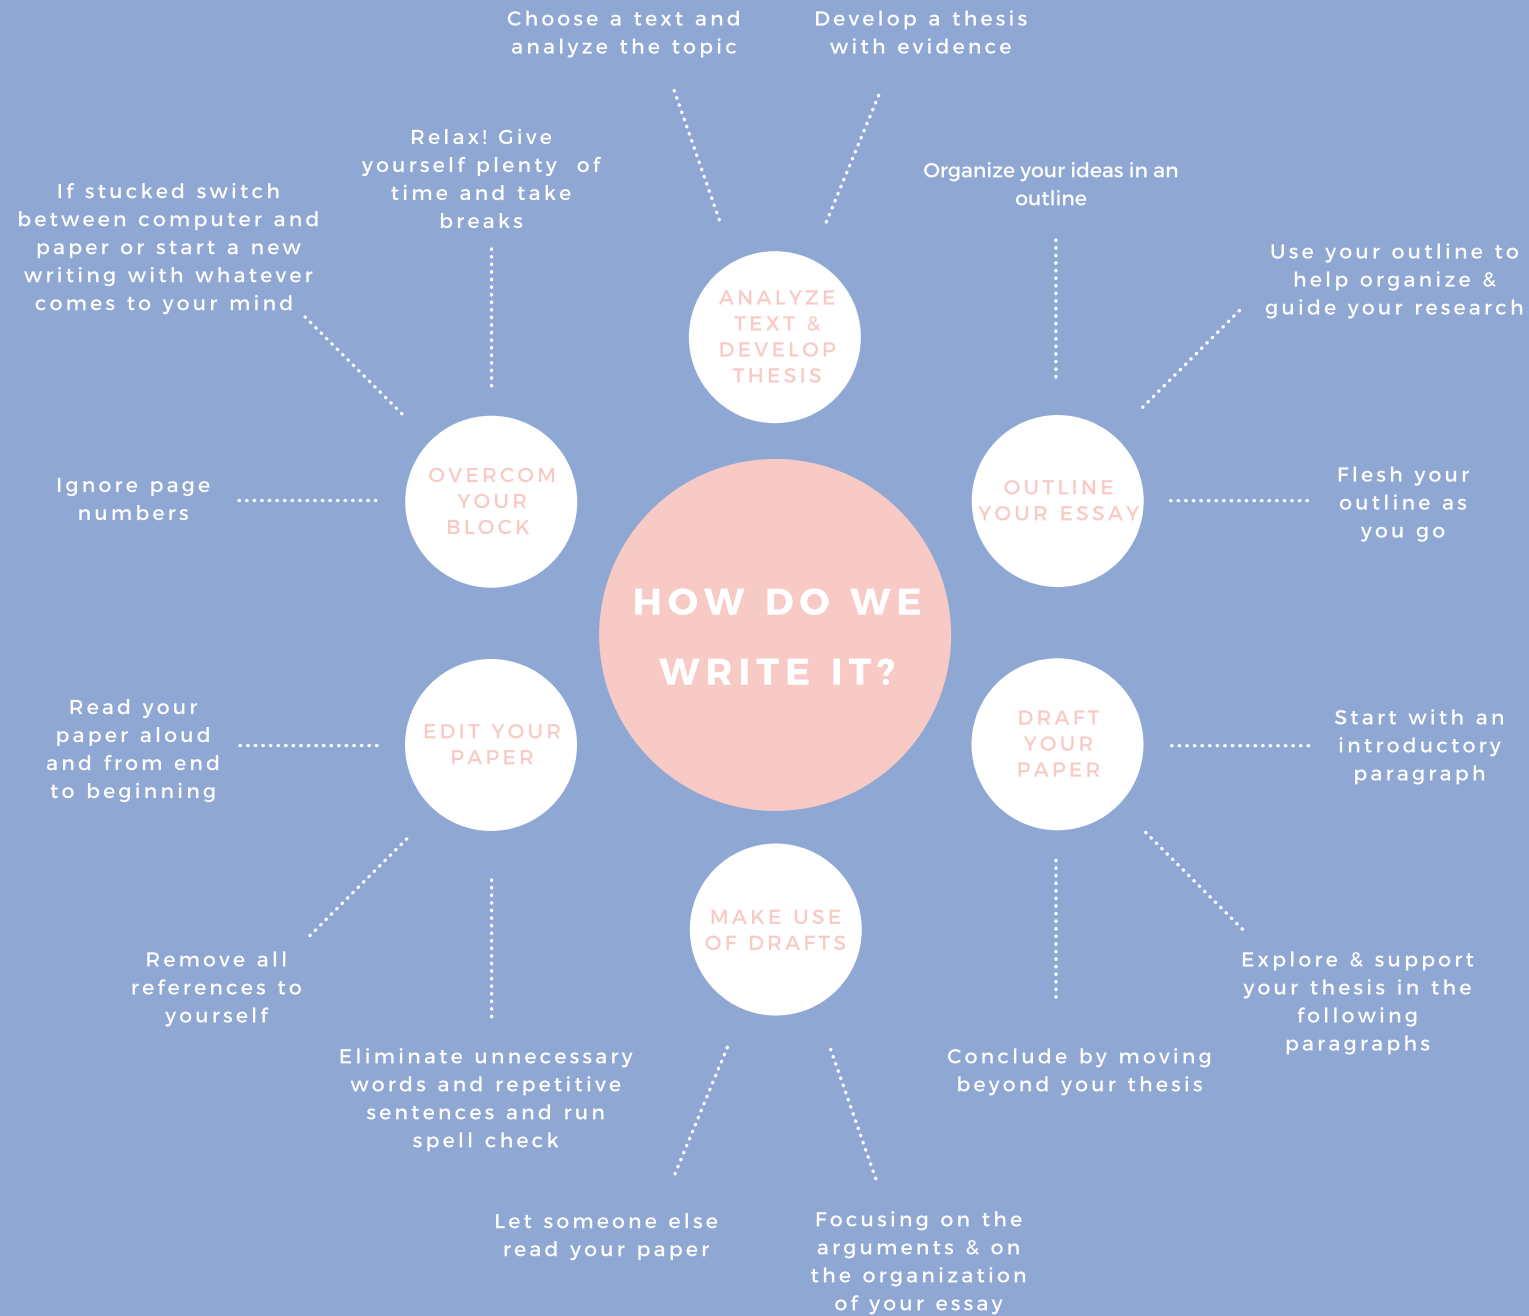 Choose a text and
analyze the topic
Develop a thesis
with evidence
Relax! Give
yourself plenty of
time and take
breaks
Organize your ideas in an
outline
If stucked switch
between computer and
paper or start a new
writing with whatever
comes to your mind
Use your outline to
help organize &
guide your research
ANALYZE
TEXT &
DEVELOP
THESIS
Ignore page
numbers
OVERCOM
YOUR
BLOCK
OUTLINE
YOUR ESSAY
Flesh your
outline as
you go
HOW DO WE
WRITE IT?
Read your
paper aloud
and from end
to beginning
EDIT YOUR
PAPER
DRAFT
YOUR
PAPER
Start with an
introductory
paragraph
MAKE USE
OF DRAFTS
Remove all
references to
yourself
Explore & support
your thesis in the
following
paragraphs
Eliminate unnecessary
words and repetitive
sentences and run
spell check
Conclude by moving
beyond your thesis
Let someone else
read your paper
Focusing on the
arguments & on
the organization
of your essay